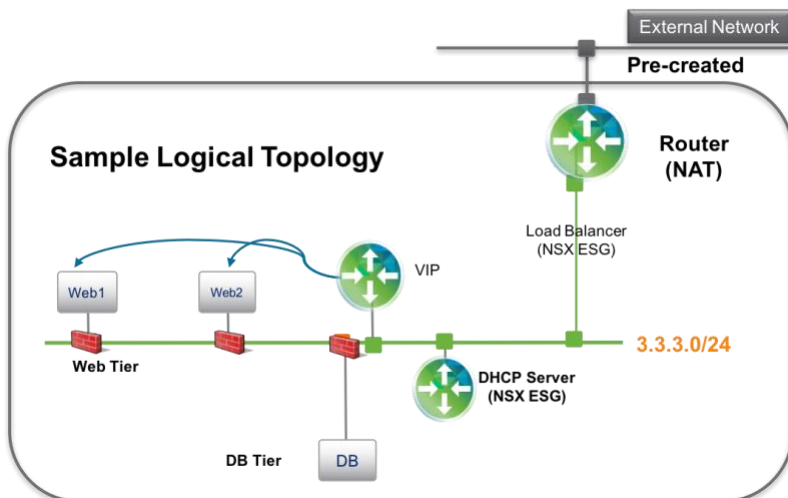 External Network
Pre-created
Sample Logical Topology
Router
(NAT)
Load Balancer
(NSX ESG)
VIP
Web1
Web2
3.3.3.0/24
Web Tier
DHCP Server
(NSX ESG)
DB Tier
DB